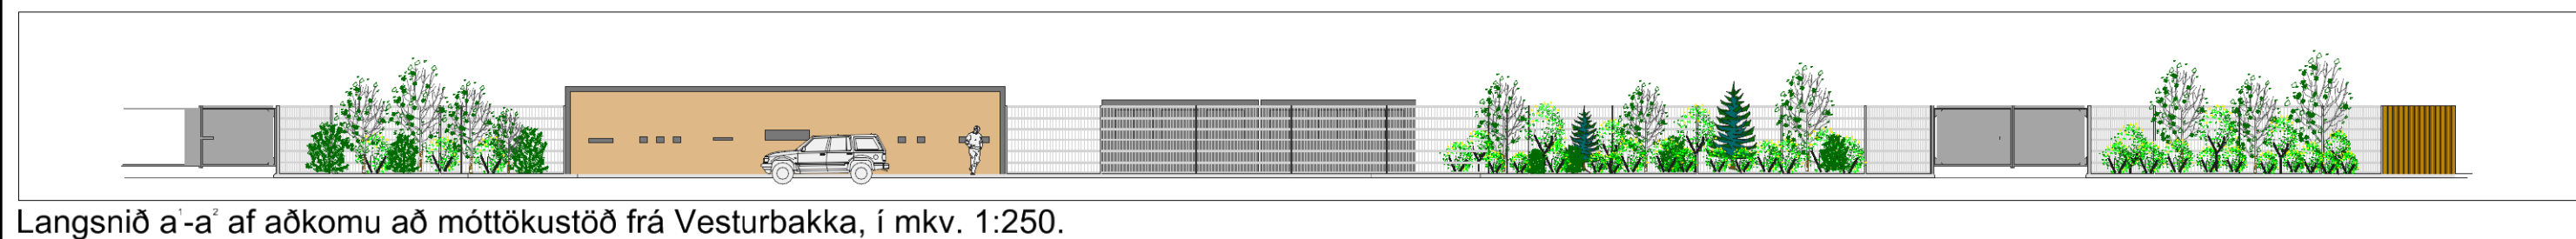 Langsnið a¹-a² af aðkomu að móttökustöð frá Vesturbakka, í mkv. 1:250.